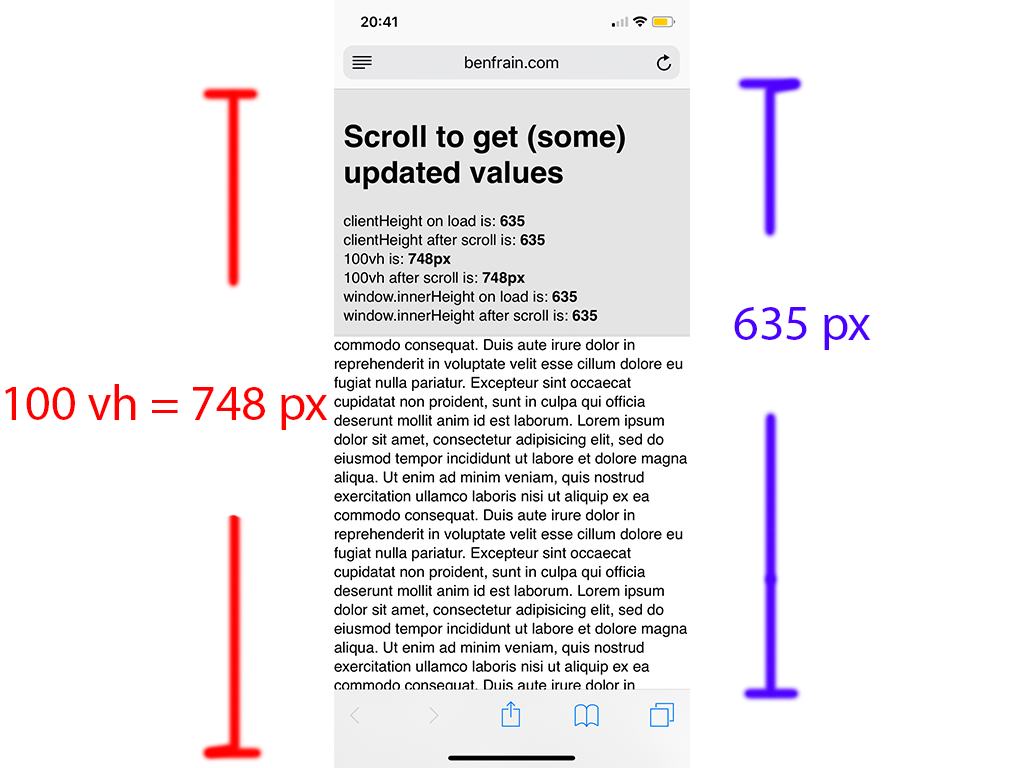 20:41
benfrain.com
Scroll to get (some)
updated values
clientHeight on load is: 635
clientHeight after scroll is: 635
100vh is: 748px
100vh after scroll is: 748px
window.innerHeight on load is: 635
window.innerHeight after scroll is: 635
100 vh = 748 px
635 px
commodo consequat. Duis aute irure dolor in
reprehenderit in voluptate velit esse cillum dolore eu
fugiat nulla pariatur. Excepteur sint occaecat
cupidatat non proident, sunt in culpa qui officia
deserunt mollit anim id est laborum. Lorem ipsum
dolor sit amet, consectetur adipisicing elit, sed do
eiusmod tempor incididunt ut labore et dolore magna
aliqua. Ut enim ad minim veniam, quis nostrud
exercitation ullamco laboris nisi ut aliquip ex ea
commodo consequat. Duis aute irure dolor in
reprehenderit in voluptate velit esse cillum dolore eu
fugiat nulla pariatur. Excepteur sint occaecat
cupidatat non proident, sunt in culpa qui officia
deserunt mollit anim id est laborum. Lorem ipsum
dolor sit amet, consectetur adipisicing elit, sed do
eiusmod tempor incididunt ut labore et dolore magna
aliqua. Ut enim ad minim veniam, quis nostrud
exercitation ullamco laboris nisi ut aliquip ex ea
commodo consequat. Duis aute irure dolor in